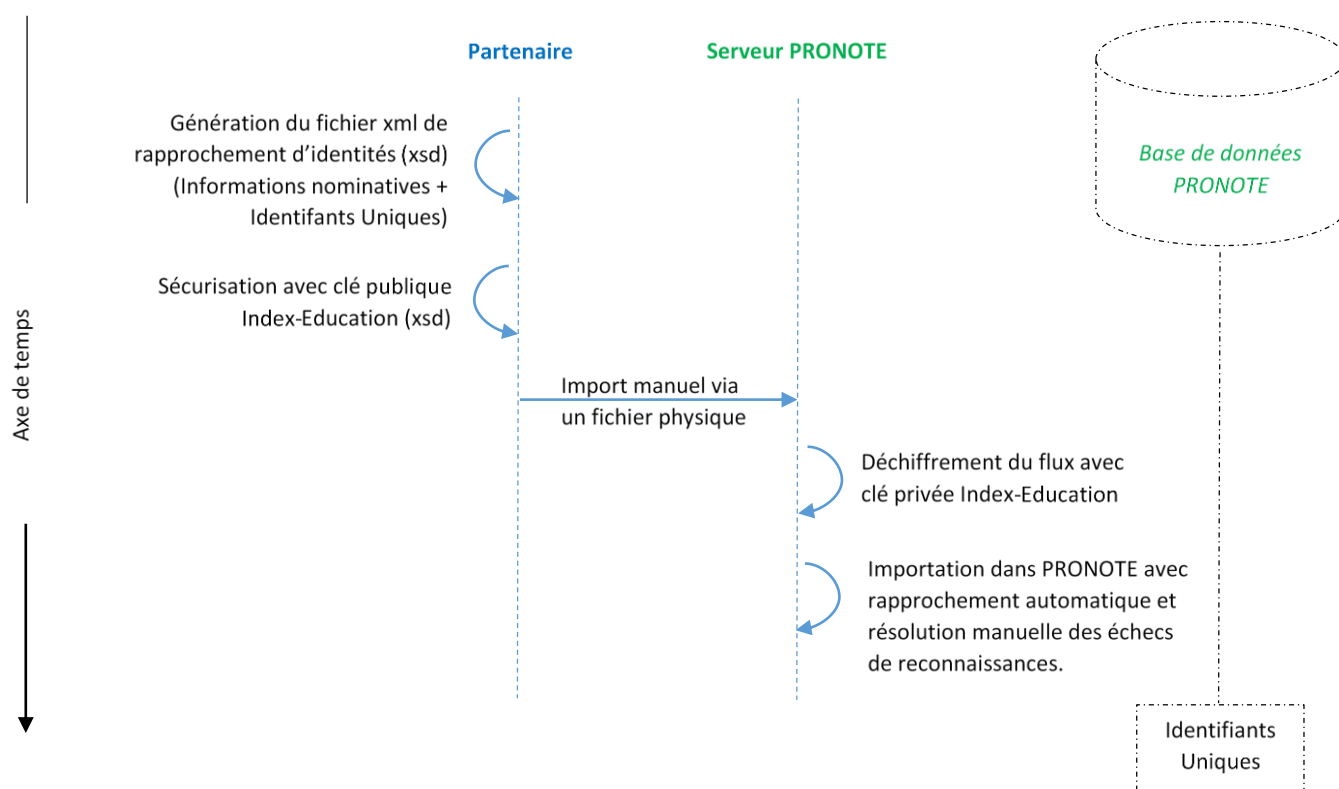 Partenaire
Serveur PRONOTE
Génération du fichier xml de
rapprochement d’identités (xsd)
(Informations nominatives +
Identifants Uniques)
Base de données
PRONOTE
Sécurisation avec clé publique
Index-Education (xsd)
Axe de temps
Import manuel via
un fichier physique
Déchiffrement du flux avec
clé privée Index-Education
Importation dans PRONOTE avec
rapprochement automatique et
résolution manuelle des échecs
de reconnaissances.
Identifiants
Uniques